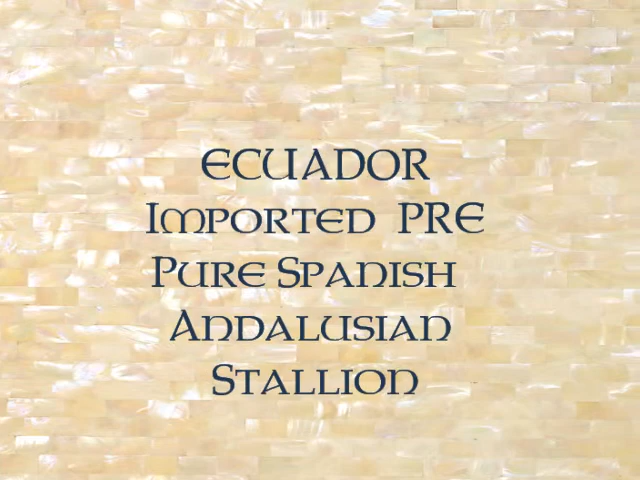 ECUADOR
IMPORTED PRE
PURE SPANISH
ANDALUSIAN
STALLION